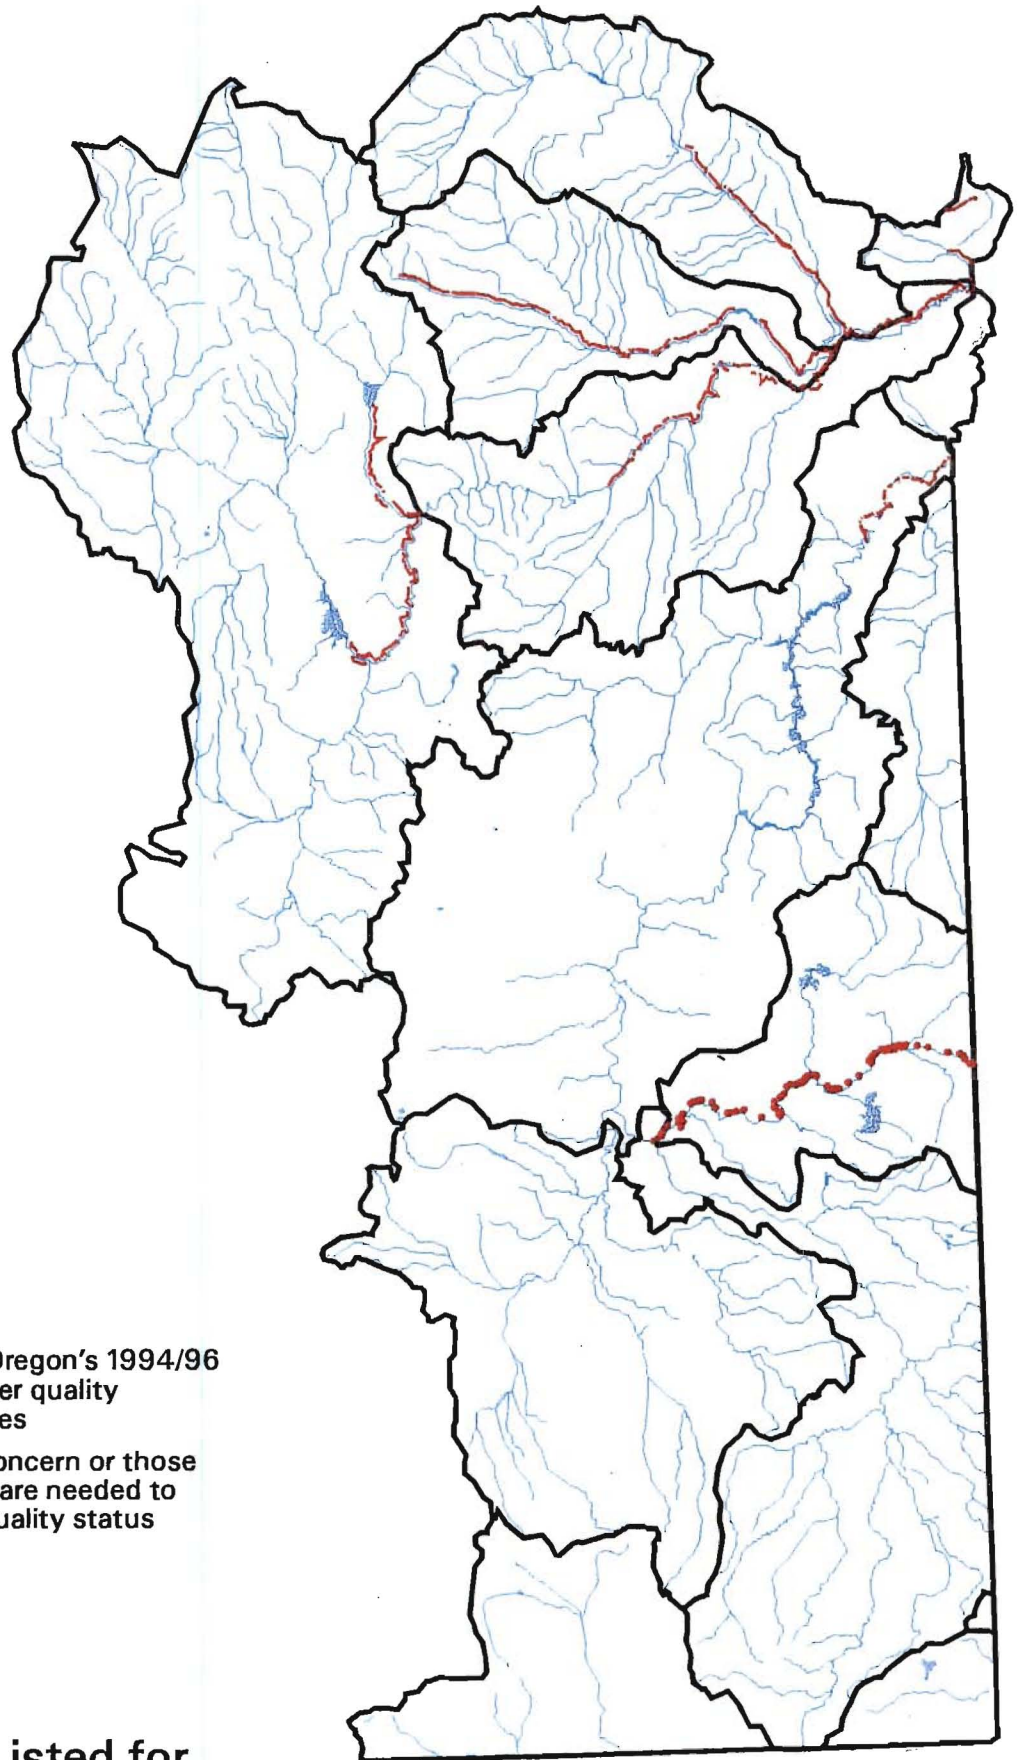 Oregon's 1994/96
er quality
es
oncern or those
are needed to
uality status
isted for